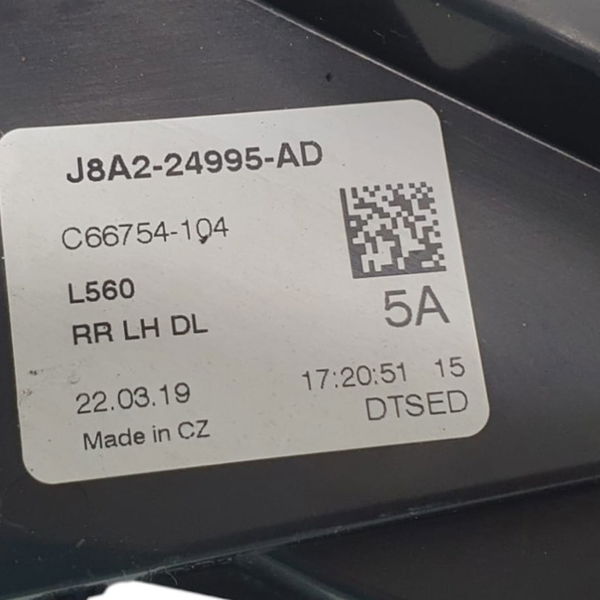 J8A2-24995-AD
C66754-104
L560
RR LH DL
5A
22.03.19
17:20:51 15
Made in CZ
DTSED